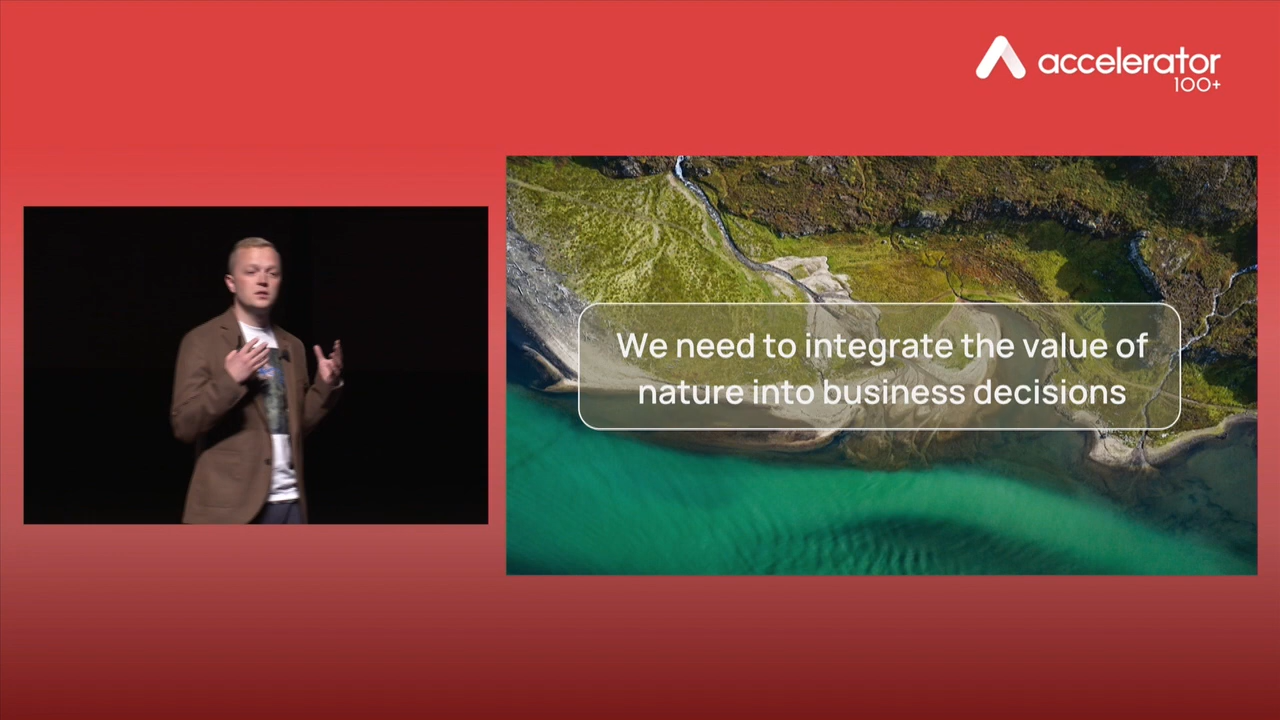 accelerator
100+
We need to integrate the value of
nature into business decisions